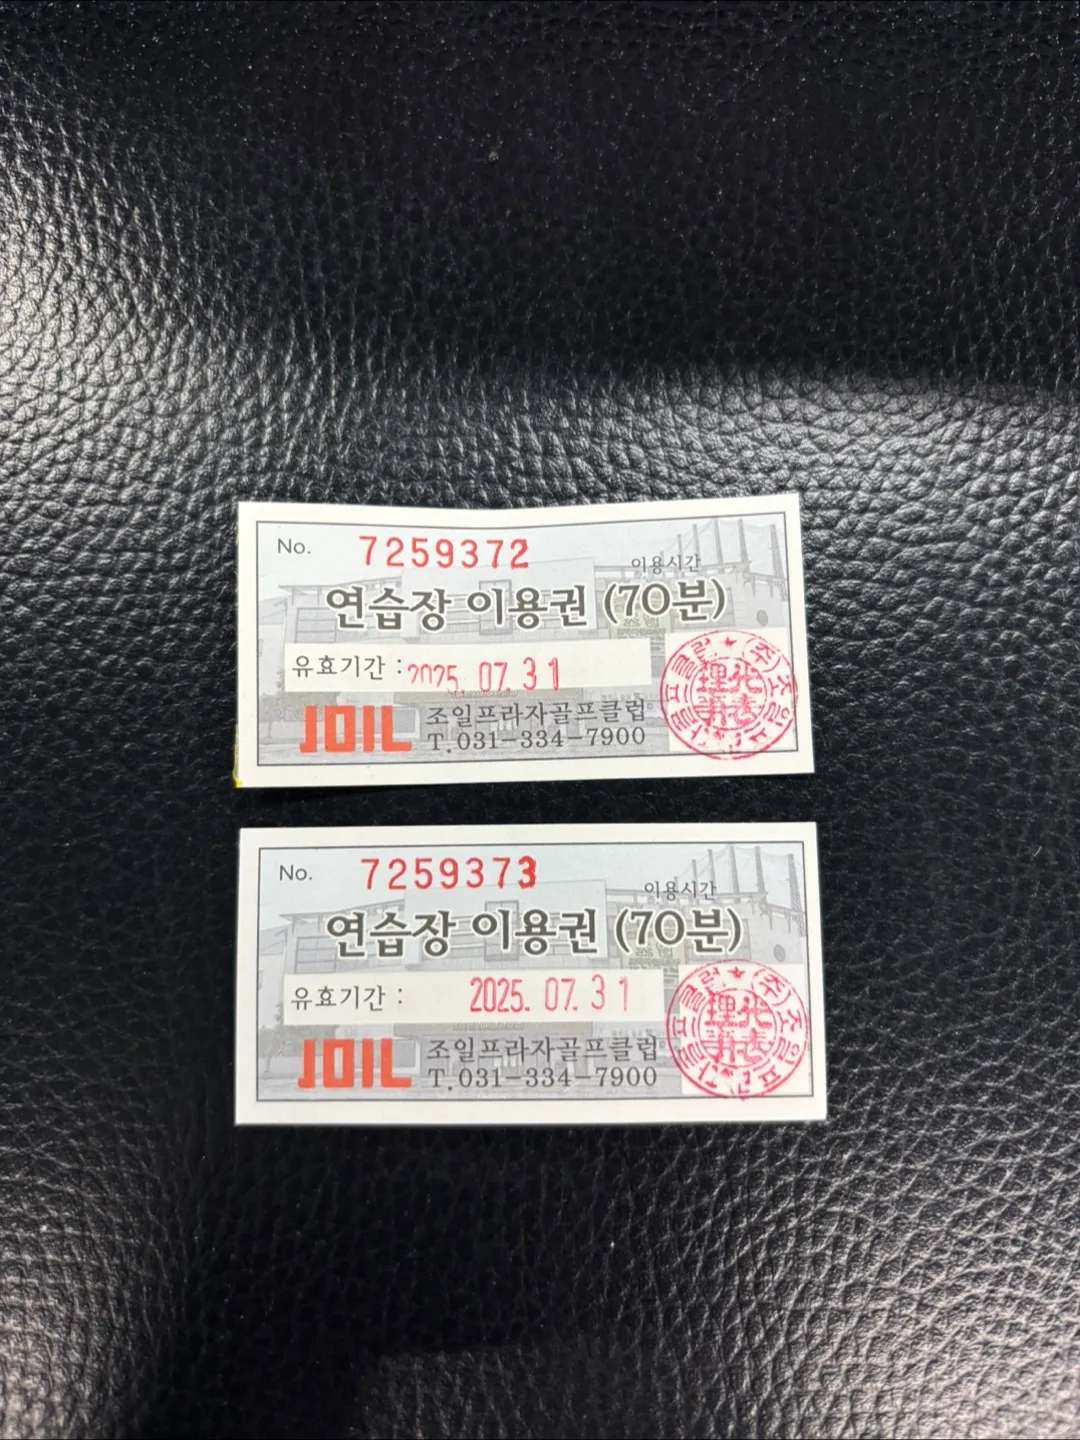 No. 7259372
이용시간
연습장 이용권 (70분)
유효기간 : 2025. 07. 31
JOIL 조일프라자골프클럽
T.031-334-7900
No. 7259373
이용시간
연습장 이용권 (70분)
유효기간 : 2025. 07. 31
JOIL 조일프라자골프클럽
T.031-334-7900